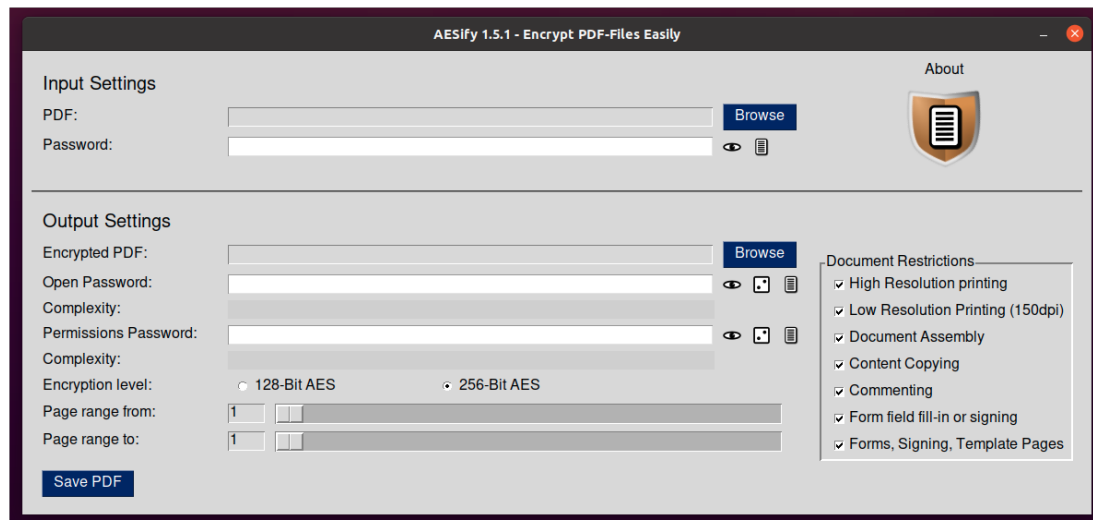 AESify 1.5.1 - Encrypt PDF-Files Easily
About
Input Settings
PDF:
Browse
Password:
Output Settings
Encrypted PDF:
Browse
Open Password:
Complexity:
Permissions Password:
Complexity:
Encryption level:
128-Bit AES
256-Bit AES
Page range from:
1
Page range to:
1
Save PDF
Document Restrictions
High Resolution printing
Low Resolution Printing (150dpi)
Document Assembly
Content Copying
Commenting
Form field fill-in or signing
Forms, Signing, Template Pages